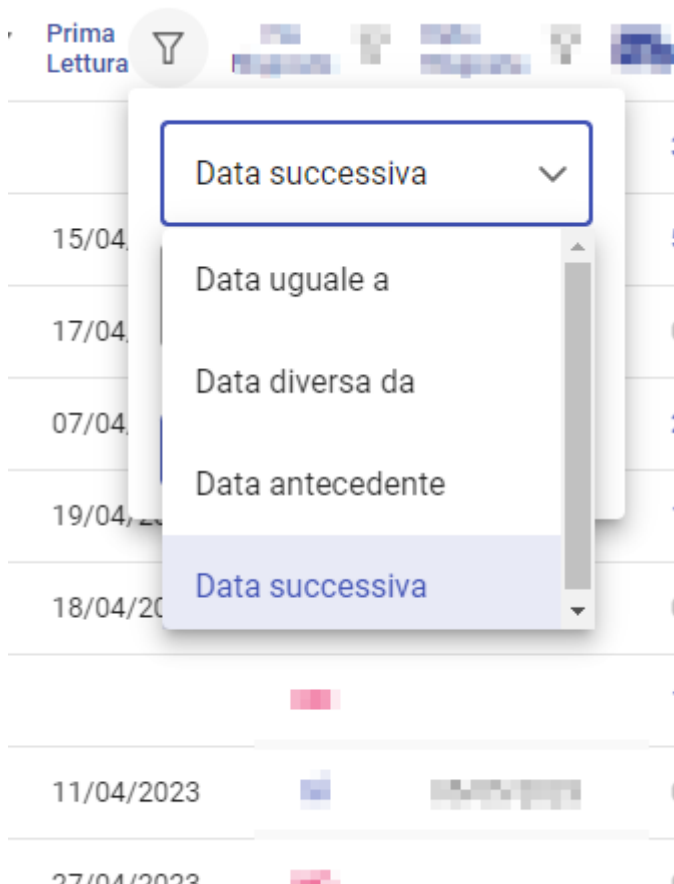 Prima
Lettura
Data successiva
15/04
Data uguale a
17/04
Data diversa da
07/04
Data antecedente
19/04/
Data successiva
18/04/20
11/04/2023
27/04/2023